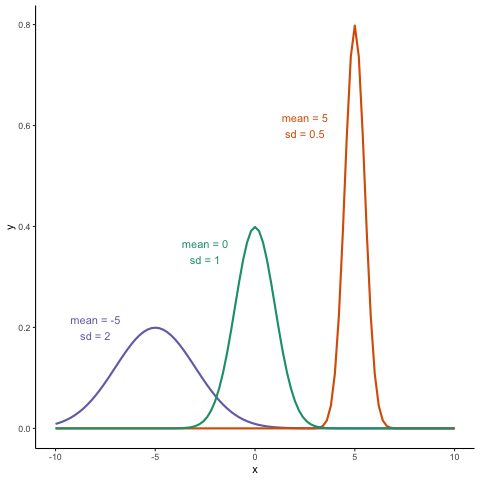 0.8
mean = 5
sd = 0.5
0.6
y
0.4
mean = 0
sd = 1
mean = -5
sd = 2
0.2
0.0
-10 -5 0 5 10
x